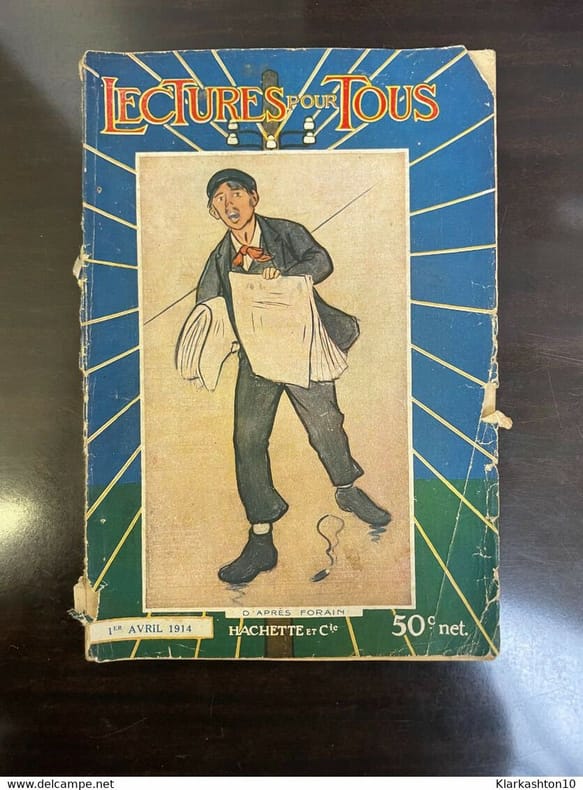 LECTURES POUR TOUS
D'APRÈS FORAIN
1ER AVRIL 1914
HACHETTE ET Cie
50c net.
www.delcampe.net
Klarkashton10